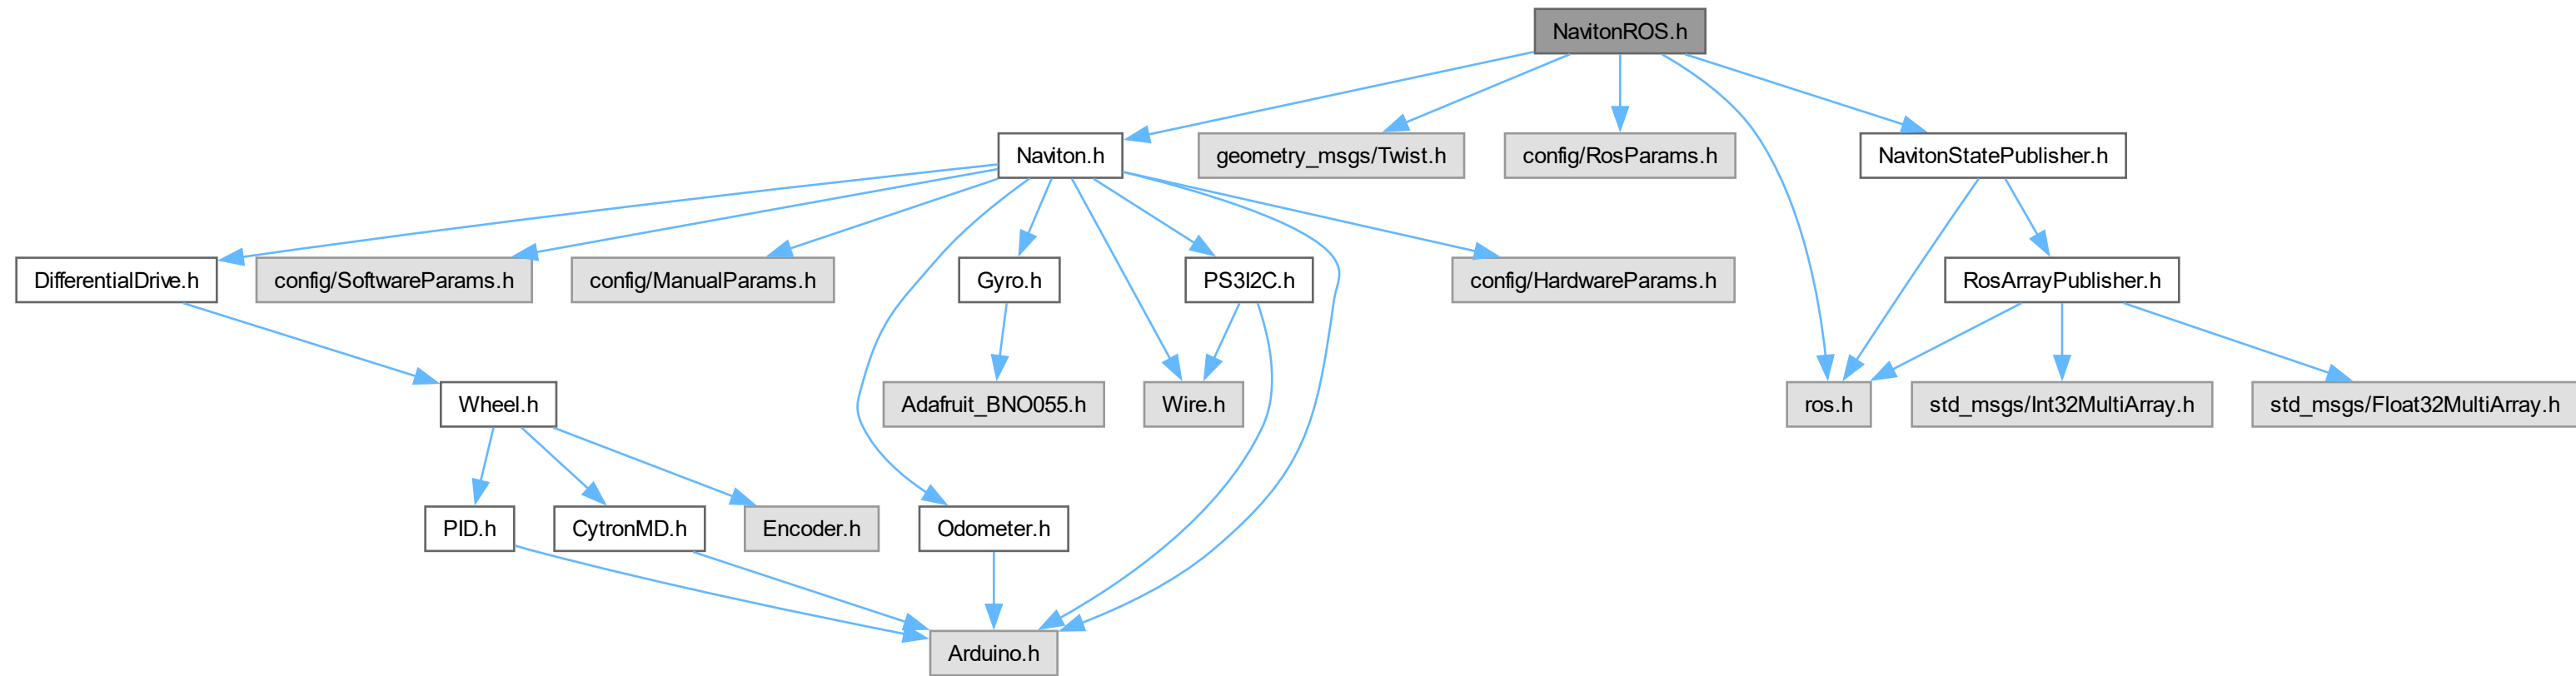 NavitonROS.h
Naviton.h
geometry_msgs/Twist.h
config/RosParams.h
NavitonStatePublisher.h
DifferentialDrive.h
config/SoftwareParams.h
config/ManualParams.h
Gyro.h
PS3I2C.h
config/HardwareParams.h
RosArrayPublisher.h
Wheel.h
Adafruit_BNO055.h
Wire.h
ros.h
std_msgs/Int32MultiArray.h
std_msgs/Float32MultiArray.h
PID.h
CytronMD.h
Encoder.h
Odometer.h
Arduino.h